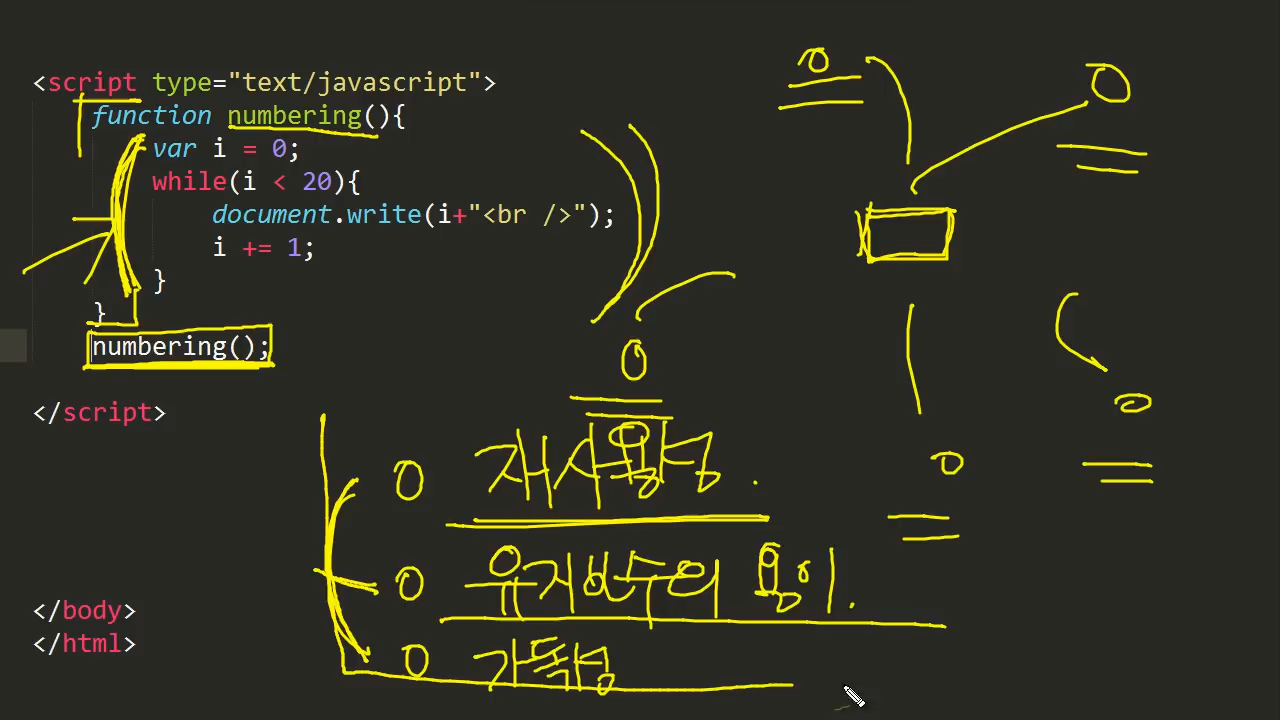 <script type="text/javascript">
function numbering(){
var i = 0;
while(i < 20){
document.write(i+"<br />");
i += 1;
}
}
numbering();
</script>
재사용성.
유지보수의 용이.
가독성
</body>
</html>